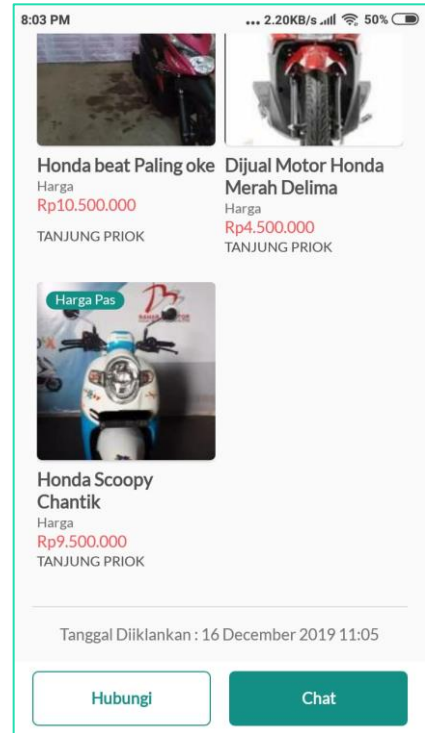 8:03 PM ... 2.20KB/s 50%
Honda beat Paling oke
Harga
Rp10.500.000
TANJUNG PRIOK
Dijual Motor Honda
Merah Delima
Harga
Rp4.500.000
TANJUNG PRIOK
Harga Pas
Honda Scoopy
Chantik
Harga
Rp9.500.000
TANJUNG PRIOK
Tanggal Diiklankan : 16 December 2019 11:05
Hubungi
Chat